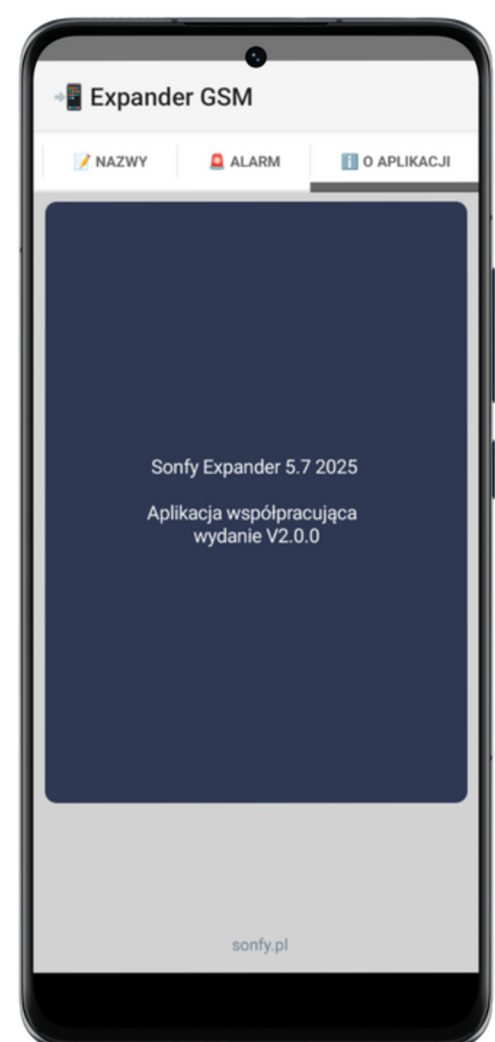 📲 Expander GSM
📝 NAZWY 🚨 ALARM ℹ️ O APLIKACJI
Sonfy Expander 5.7 2025
Aplikacja współpracująca
wydanie V2.0.0
sonfy.pl